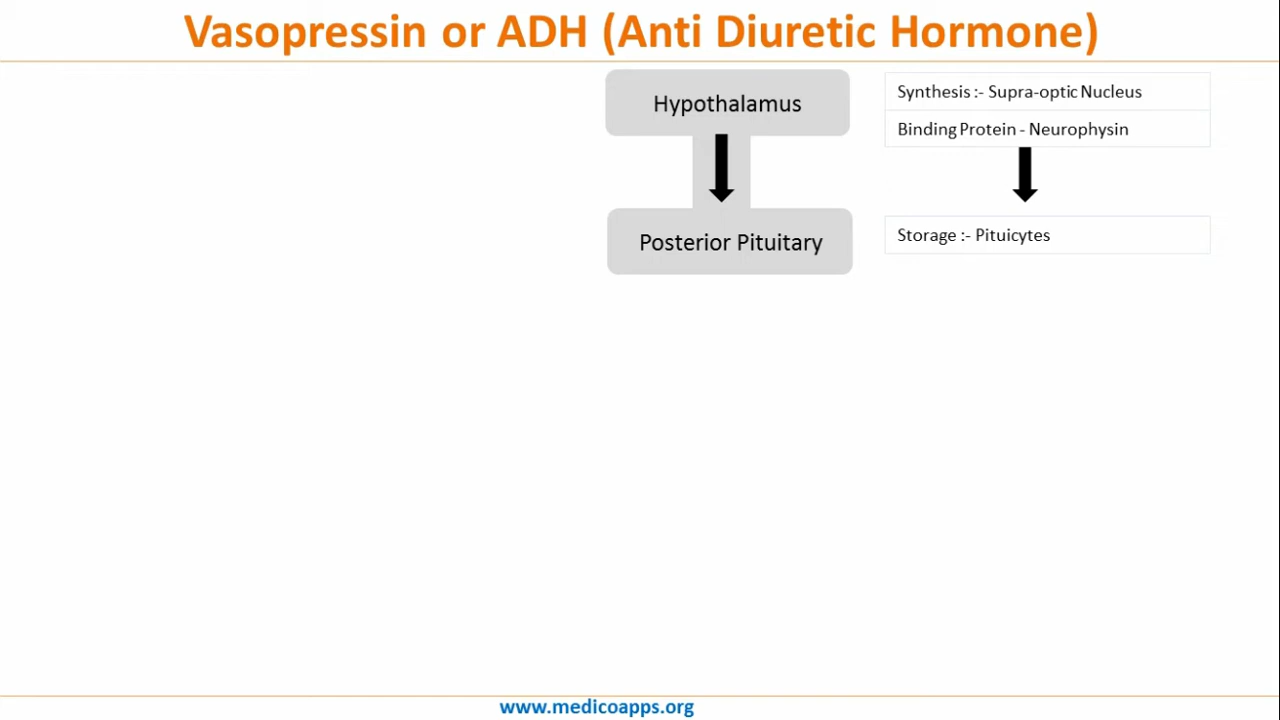 Vasopressin or ADH (Anti Diuretic Hormone)
Hypothalamus
Synthesis :- Supra-optic Nucleus
Binding Protein - Neurophysin
Posterior Pituitary
Storage :- Pituicytes
www.medicoapps.org